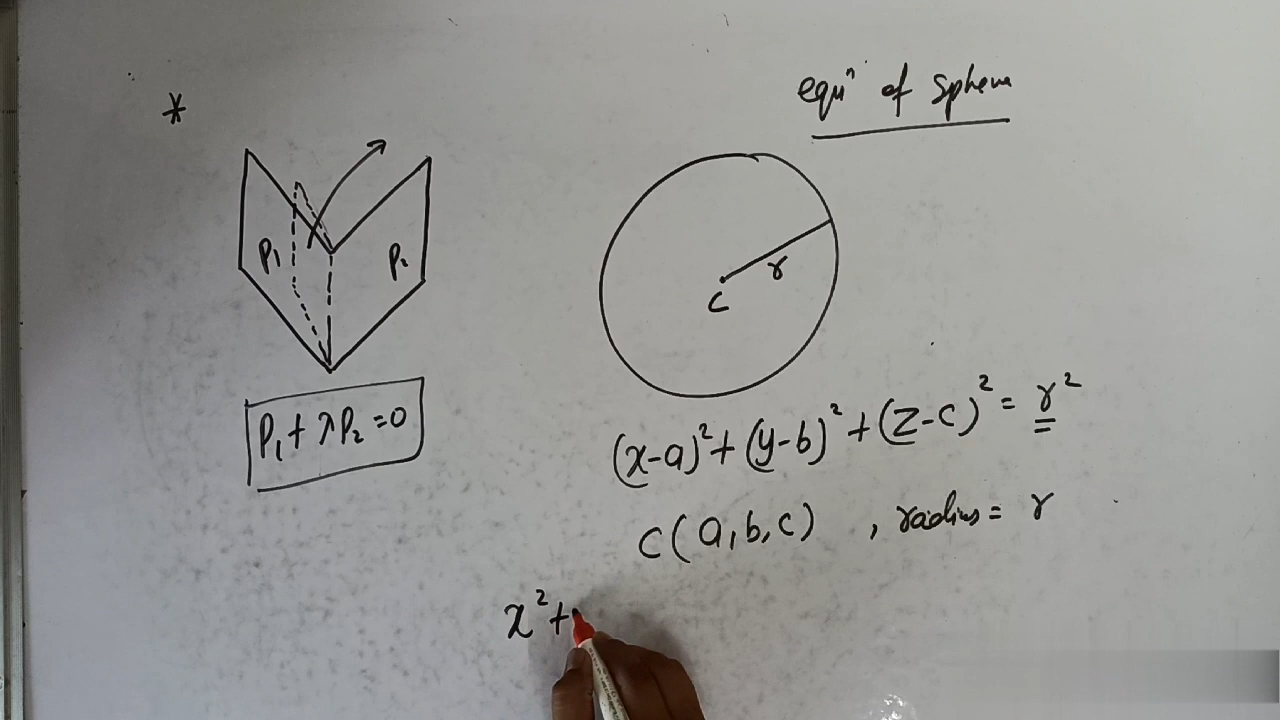 *
equⁿ of Sphere
P₁
P₂
r
C
P₁ + λP₂ = 0
(x-a)² + (y-b)² + (z-c)² = r²
C(a,b,c) , radius = r
x² +